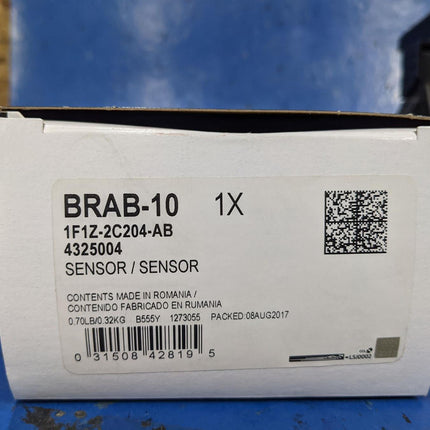 BRAB-10 1X
1F1Z-2C204-AB
4325004
SENSOR / SENSOR
CONTENTS MADE IN ROMANIA /
CONTENIDO FABRICADO EN RUMANIA
0.70LB/0.32KG B555Y 1273055 PACKED:08AUG2017
0 31508 42819 5